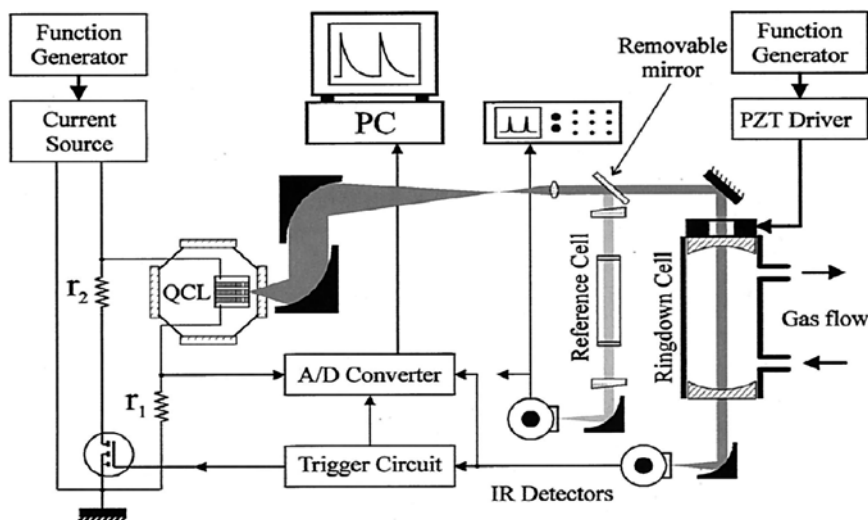 Function
Generator
Current
Source
PC
Removable
mirror
Function
Generator
PZT Driver
QCL
r2
r1
Reference Cell
Ringdown Cell
Gas flow
A/D Converter
Trigger Circuit
IR Detectors